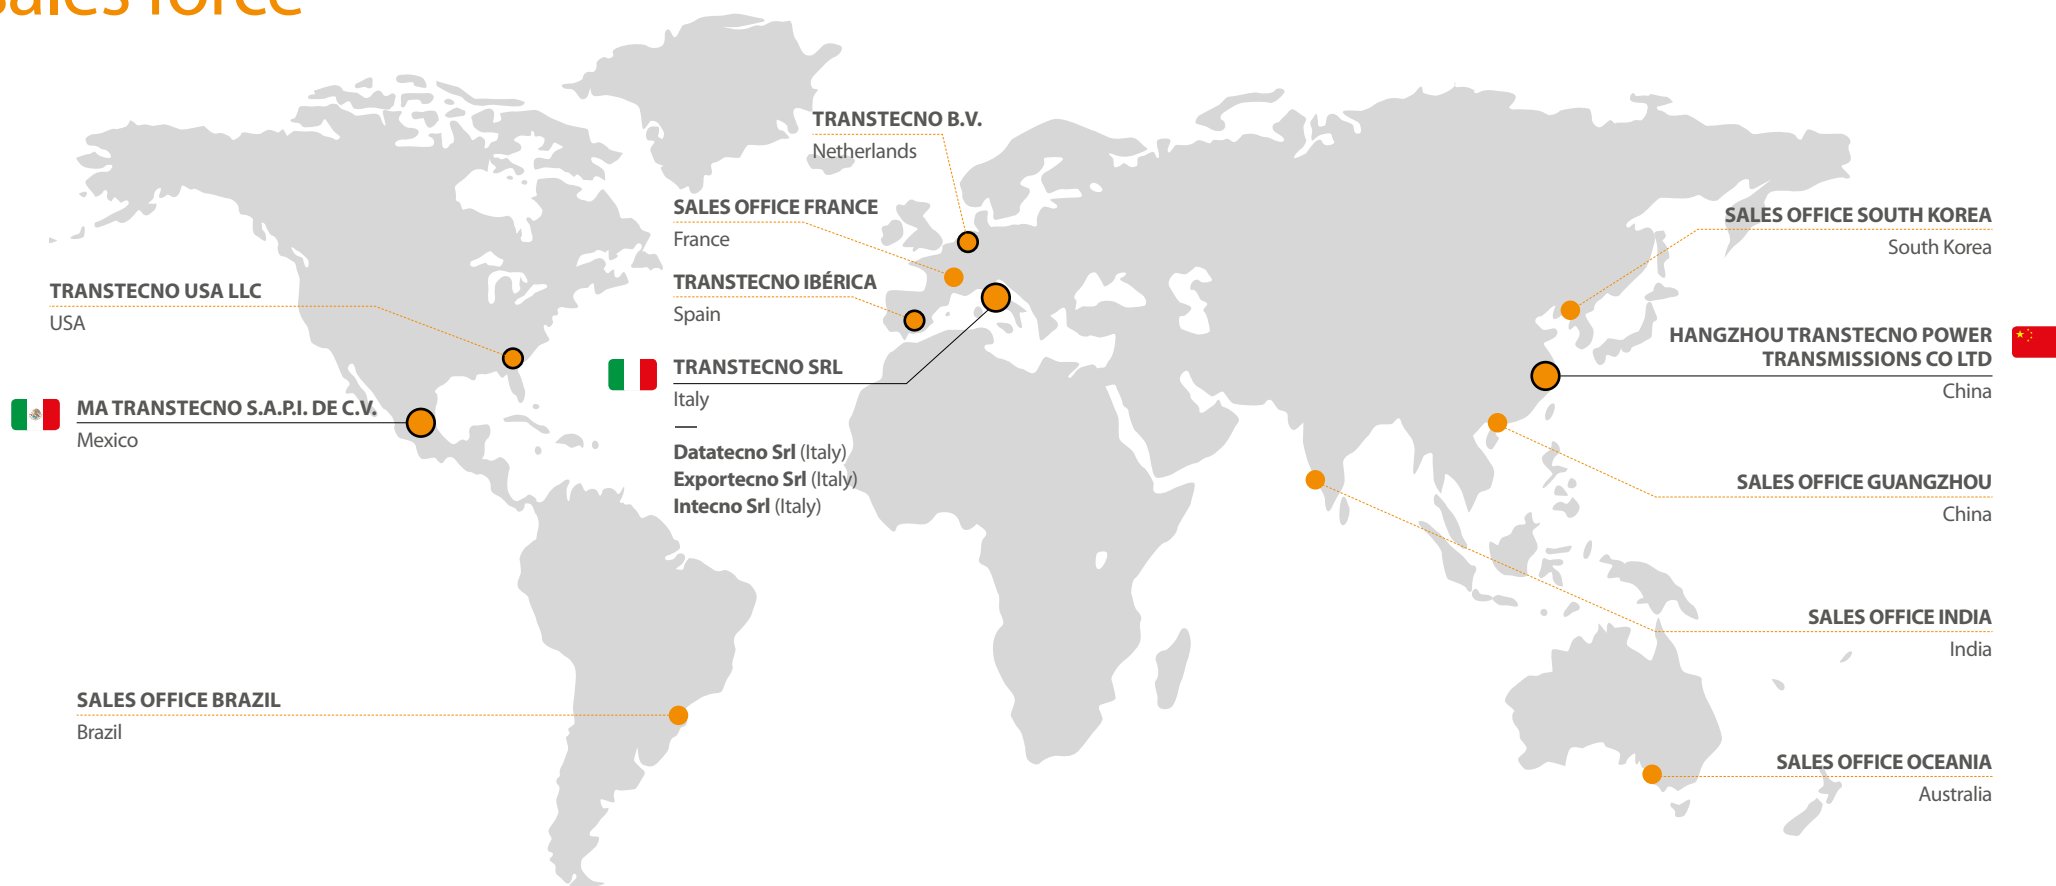 sales force
TRANSTECNO B.V.
Netherlands
SALES OFFICE FRANCE
France
TRANSTECNO IBÉRICA
Spain
TRANSTECNO SRL
Italy
Datatecno Srl (Italy)
Exportecno Srl (Italy)
Intecno Srl (Italy)
TRANSTECNO USA LLC
USA
MA TRANSTECNO S.A.P.I. DE C.V.
Mexico
SALES OFFICE BRAZIL
Brazil
SALES OFFICE SOUTH KOREA
South Korea
HANGZHOU TRANSTECNO POWER
TRANSMISSIONS CO LTD
China
SALES OFFICE GUANGZHOU
China
SALES OFFICE INDIA
India
SALES OFFICE OCEANIA
Australia